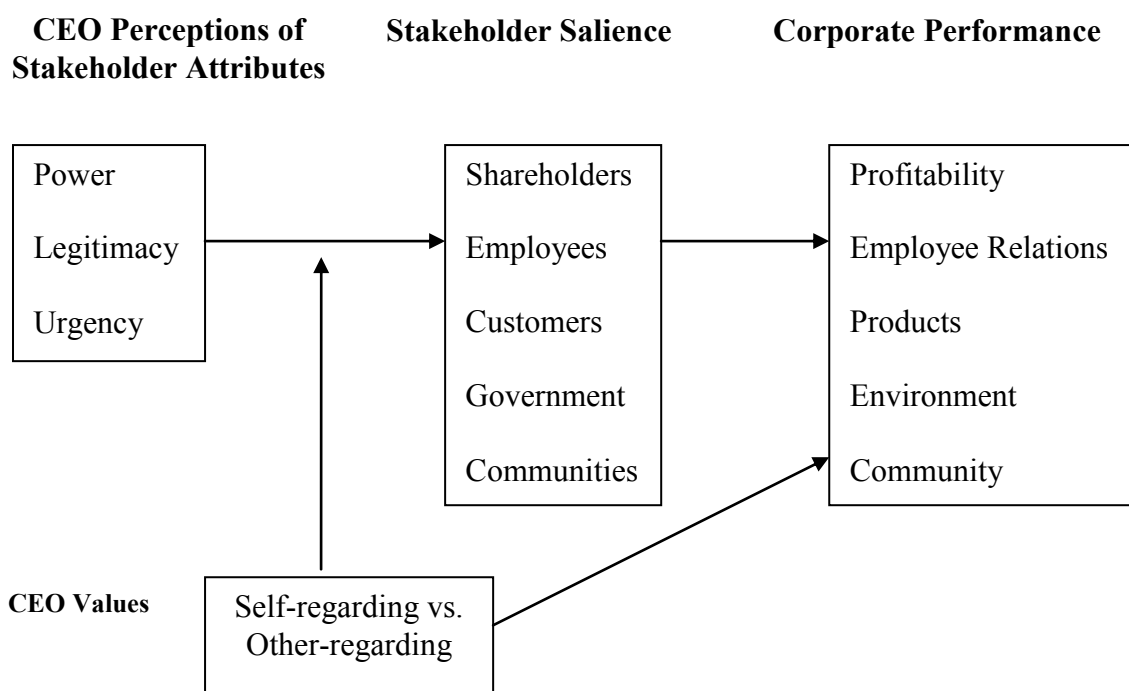 CEO Perceptions of
Stakeholder Attributes
Stakeholder Salience
Corporate Performance
Power
Legitimacy
Urgency
Shareholders
Employees
Customers
Government
Communities
Profitability
Employee Relations
Products
Environment
Community
CEO Values
Self-regarding vs.
Other-regarding